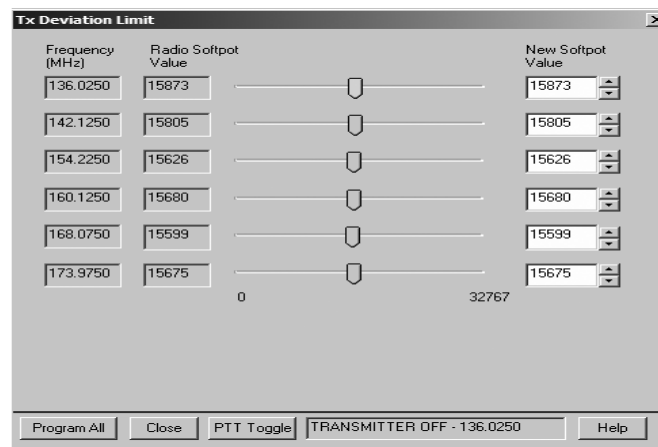 Tx Deviation Limit
Frequency (MHz) Radio Softpot Value New Softpot Value
136.0250 15873 15873
142.1250 15805 15805
154.2250 15626 15626
160.1250 15680 15680
168.0750 15599 15599
173.9750 15675 15675
0 32767
Program All Close PTT Toggle TRANSMITTER OFF - 136.0250 Help